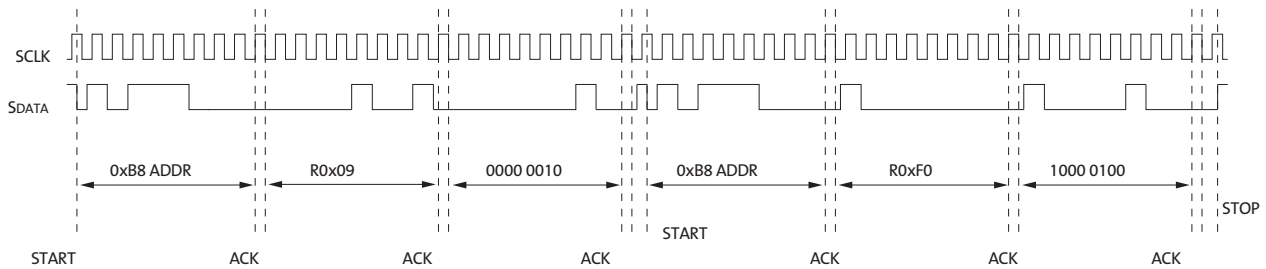 SCLK
SDATA
0xB8 ADDR R0x09 0000 0010 0xB8 ADDR R0xF0 1000 0100
STOP
START
START ACK ACK ACK ACK ACK ACK